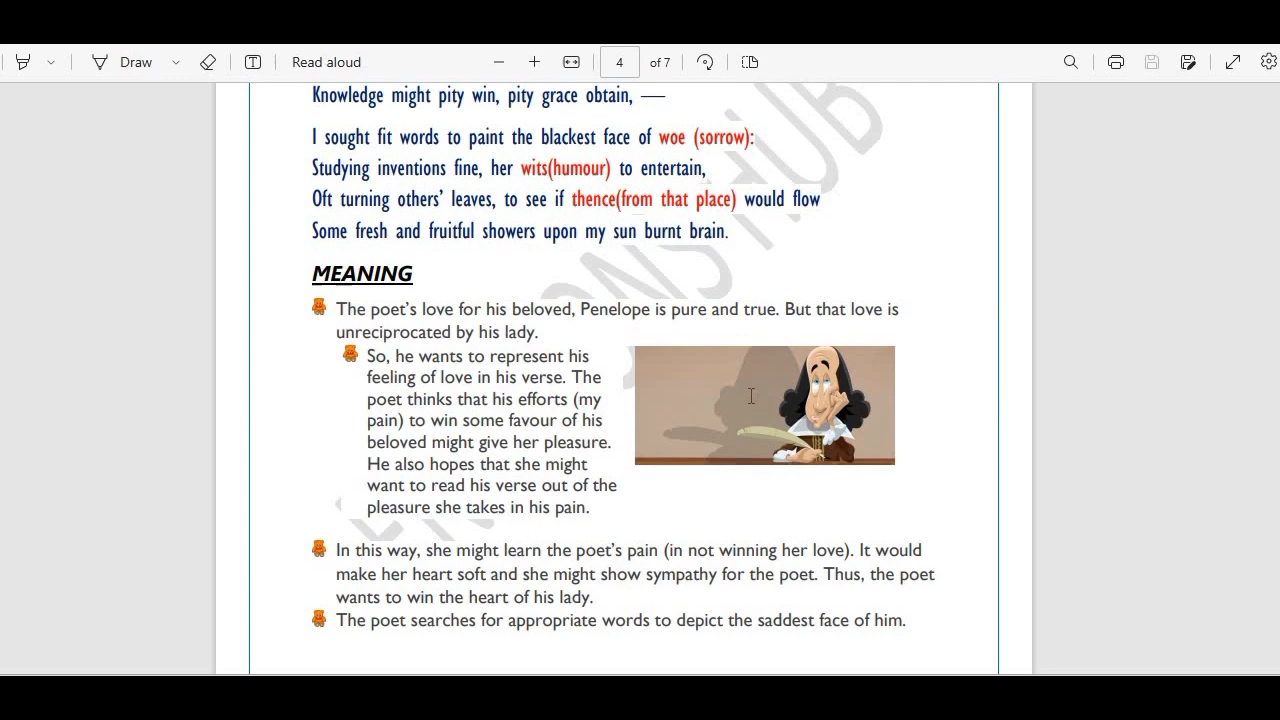 Draw
Read aloud
4 of 7
Knowledge might pity win, pity grace obtain, —
I sought fit words to paint the blackest face of woe (sorrow):
Studying inventions fine, her wits(humour) to entertain,
Oft turning others’ leaves, to see if thence(from that place) would flow
Some fresh and fruitful showers upon my sun burnt brain.
MEANING
The poet’s love for his beloved, Penelope is pure and true. But that love is
unreciprocated by his lady.
So, he wants to represent his
feeling of love in his verse. The
poet thinks that his efforts (my
pain) to win some favour of his
beloved might give her pleasure.
He also hopes that she might
want to read his verse out of the
pleasure she takes in his pain.
In this way, she might learn the poet’s pain (in not winning her love). It would
make her heart soft and she might show sympathy for the poet. Thus, the poet
wants to win the heart of his lady.
The poet searches for appropriate words to depict the saddest face of him.